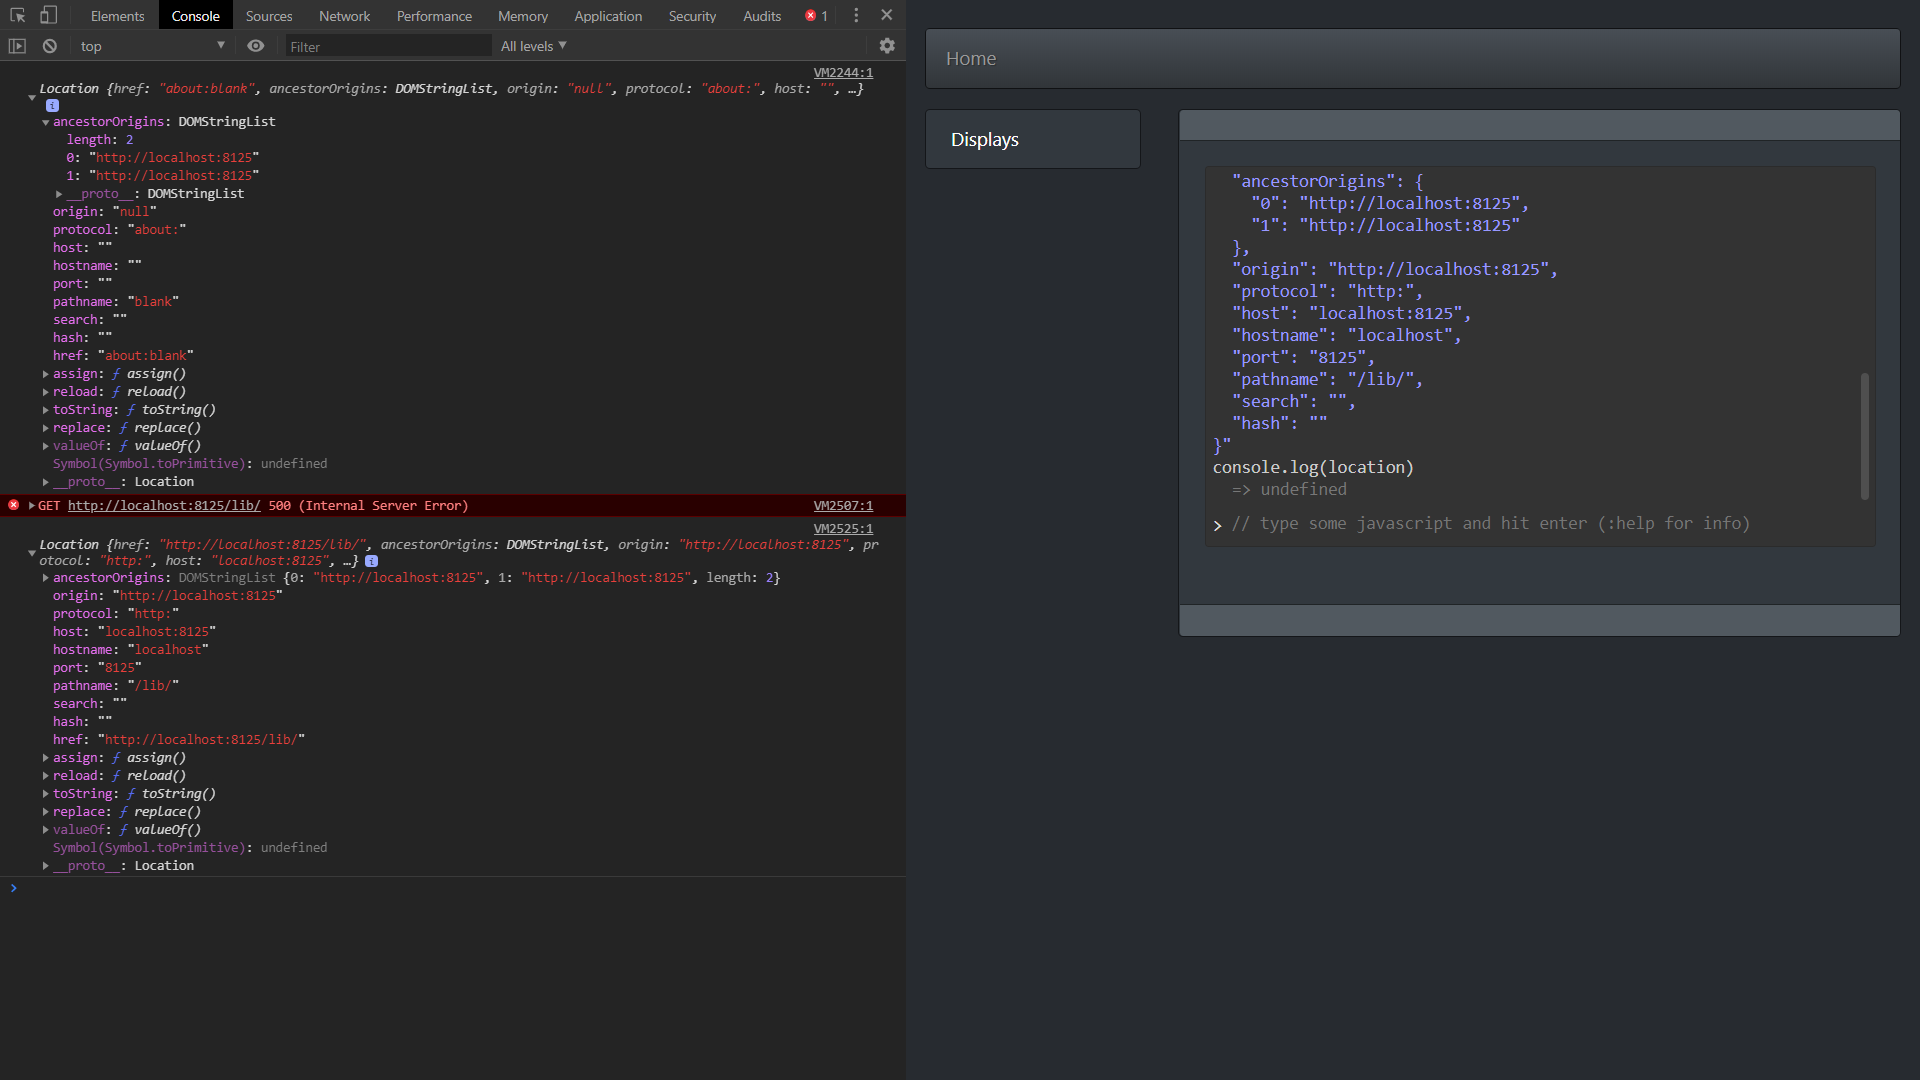 Elements Console Sources Network Performance Memory Application Security Audits 1
top Filter All levels
VM2244:1
Location {href: "about:blank", ancestorOrigins: DOMStringList, origin: "null", protocol: "about:", host: "", …}
i
ancestorOrigins: DOMStringList
length: 2
0: "http://localhost:8125"
1: "http://localhost:8125"
__proto__: DOMStringList
origin: "null"
protocol: "about:"
host: ""
hostname: ""
port: ""
pathname: "blank"
search: ""
hash: ""
href: "about:blank"
assign: ƒ assign()
reload: ƒ reload()
toString: ƒ toString()
replace: ƒ replace()
valueOf: ƒ valueOf()
Symbol(Symbol.toPrimitive): undefined
__proto__: Location
GET http://localhost:8125/lib/ 500 (Internal Server Error) VM2507:1
VM2525:1
Location {href: "http://localhost:8125/lib/", ancestorOrigins: DOMStringList, origin: "http://localhost:8125", pr
otocol: "http:", host: "localhost:8125", …} i
ancestorOrigins: DOMStringList {0: "http://localhost:8125", 1: "http://localhost:8125", length: 2}
origin: "http://localhost:8125"
protocol: "http:"
host: "localhost:8125"
hostname: "localhost"
port: "8125"
pathname: "/lib/"
search: ""
hash: ""
href: "http://localhost:8125/lib/"
assign: ƒ assign()
reload: ƒ reload()
toString: ƒ toString()
replace: ƒ replace()
valueOf: ƒ valueOf()
Symbol(Symbol.toPrimitive): undefined
__proto__: Location
>
Home
Displays
"ancestorOrigins": {
"0": "http://localhost:8125",
"1": "http://localhost:8125"
},
"origin": "http://localhost:8125",
"protocol": "http:",
"host": "localhost:8125",
"hostname": "localhost",
"port": "8125",
"pathname": "/lib/",
"search": "",
"hash": ""
}"
console.log(location)
=> undefined
> // type some javascript and hit enter (:help for info)